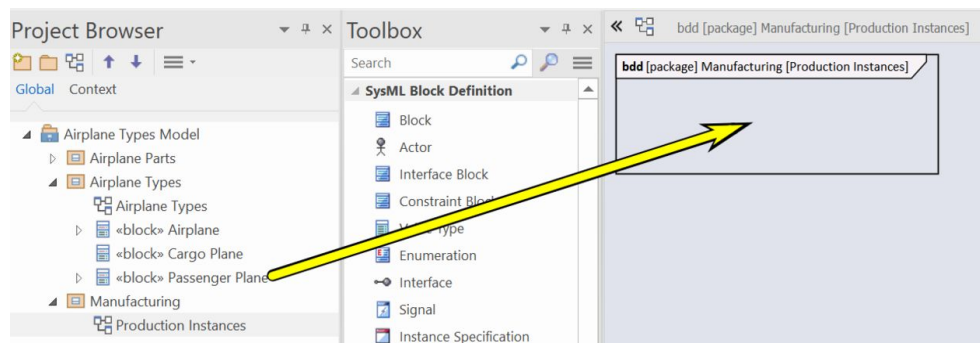 Project Browser
Global Context
Airplane Types Model
Airplane Parts
Airplane Types
Airplane Types
«block» Airplane
«block» Cargo Plane
«block» Passenger Plane
Manufacturing
Production Instances
Toolbox
Search
SysML Block Definition
Block
Actor
Interface Block
Constraint Block
Type
Enumeration
Interface
Signal
Instance Specification
bdd [package] Manufacturing [Production Instances]
bdd [package] Manufacturing [Production Instances]